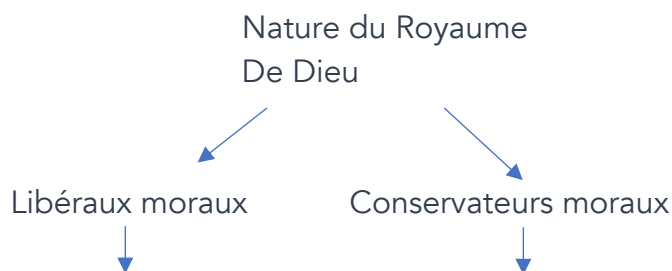 Nature du Royaume
De Dieu
Libéraux moraux
Conservateurs moraux